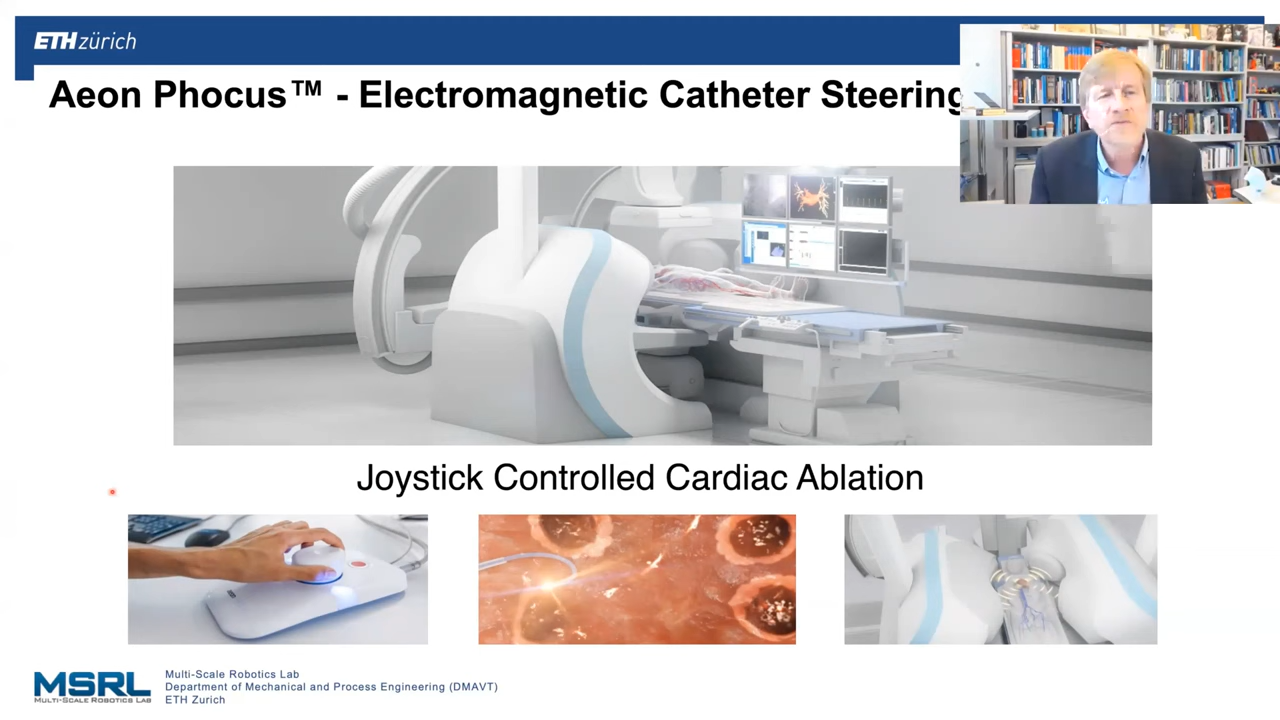 ETH zürich
Aeon Phocus™ - Electromagnetic Catheter Steering
Joystick Controlled Cardiac Ablation
MSRL
MULTI-SCALE ROBOTICS LAB
Multi-Scale Robotics Lab
Department of Mechanical and Process Engineering (DMAVT)
ETH Zurich